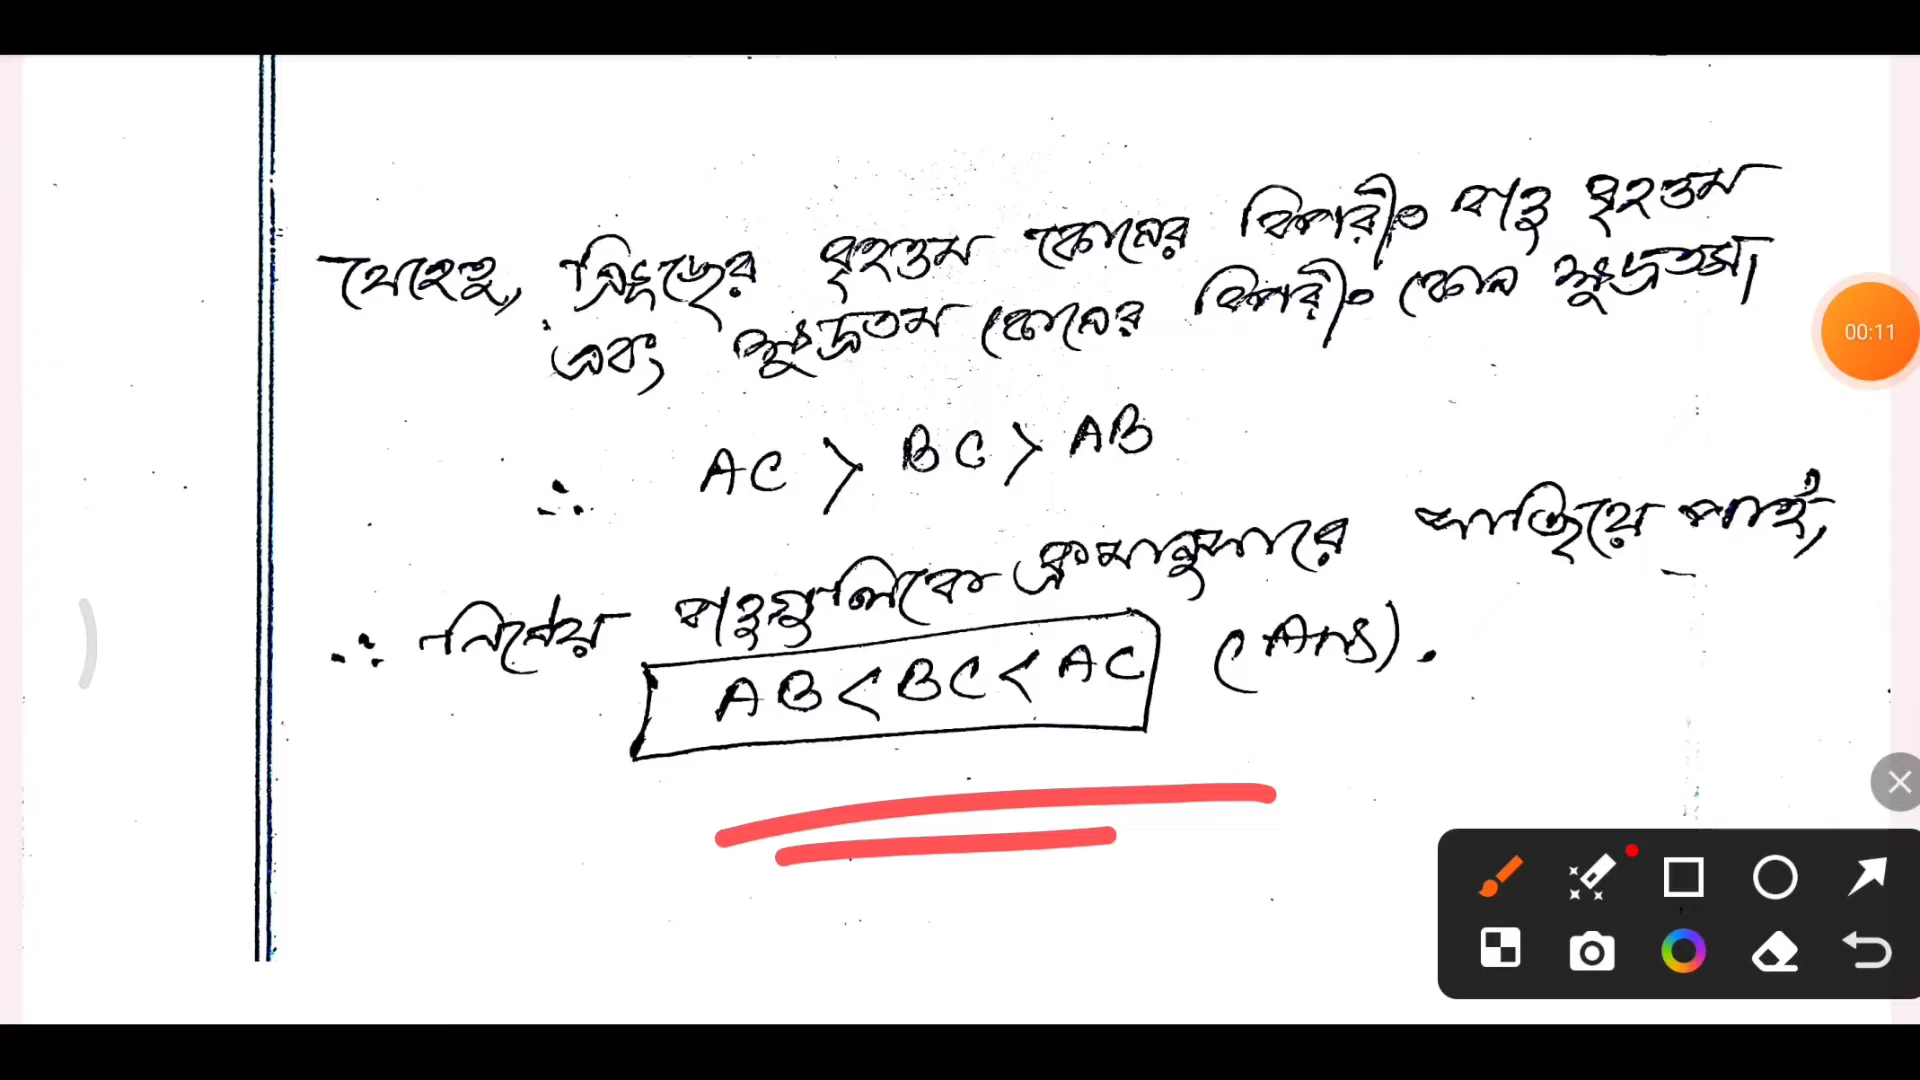 যেহেতু, ত্রিভুজের বৃহত্তম কোনের বিপরীত বাহু বৃহত্তম
এবং ক্ষুদ্রতম কোনের বিপরীত কোন ক্ষুদ্রতম।
∴ AC > BC > AB
∴ নির্ণেয় বাহুগুলিকে ক্রমানুসারে সাজিয়ে পাই,
AB < BC < AC (Ans).
00:11